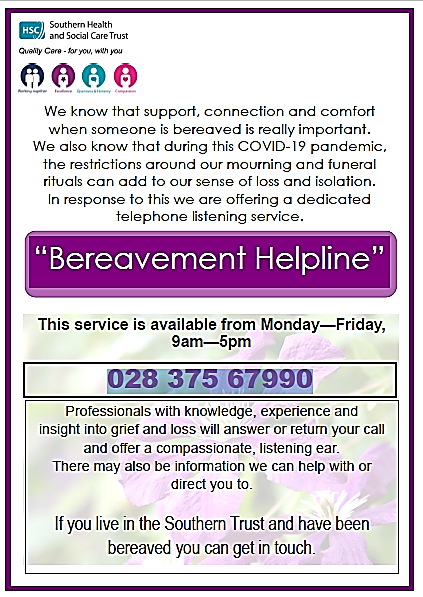 HSC Southern Health
and Social Care Trust
Quality Care - for you, with you
Working together Excellence Openness & Honesty Compassion
We know that support, connection and comfort
when someone is bereaved is really important.
We also know that during this COVID-19 pandemic,
the restrictions around our mourning and funeral
rituals can add to our sense of loss and isolation.
In response to this we are offering a dedicated
telephone listening service.
“Bereavement Helpline”
This service is available from Monday—Friday,
9am—5pm
028 375 67990
Professionals with knowledge, experience and
insight into grief and loss will answer or return your call
and offer a compassionate, listening ear.
There may also be information we can help with or
direct you to.
If you live in the Southern Trust and have been
bereaved you can get in touch.